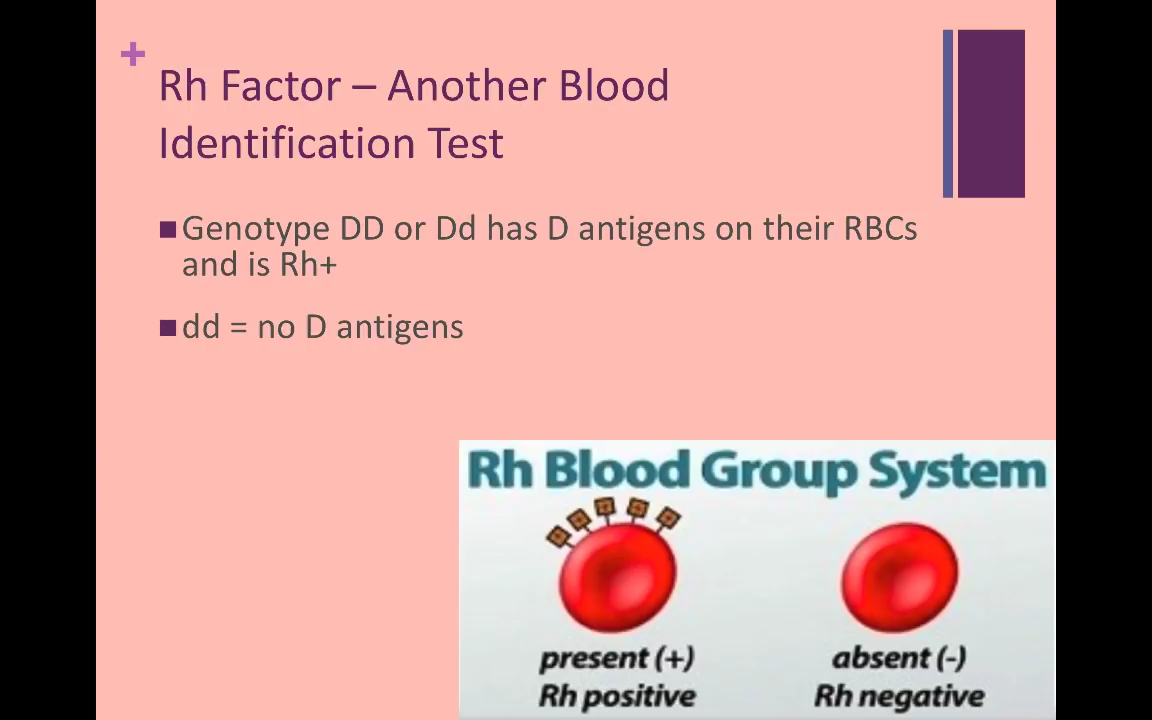 +
Rh Factor – Another Blood
Identification Test
■ Genotype DD or Dd has D antigens on their RBCs
and is Rh+
■ dd = no D antigens
Rh Blood Group System
present (+) absent (-)
Rh positive Rh negative